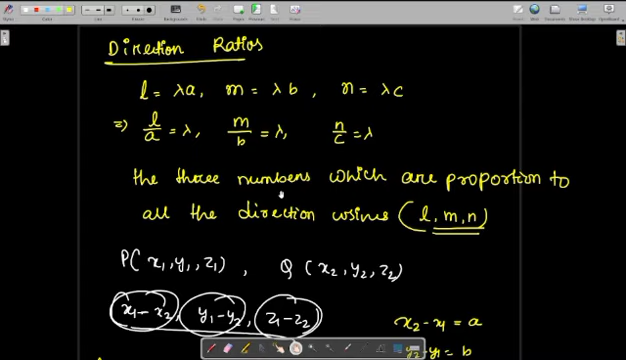 Direction Ratios
l = λa, m = λb, n = λc
⇒ l/a = λ, m/b = λ, n/c = λ
the three numbers which are proportion to
all the direction cosines (l, m, n)
P(x₁, y₁, z₁), Q(x₂, y₂, z₂)
x₁-x₂, y₁-y₂, z₁-z₂
x₂-x₁ = a
y₂-y₁ = b